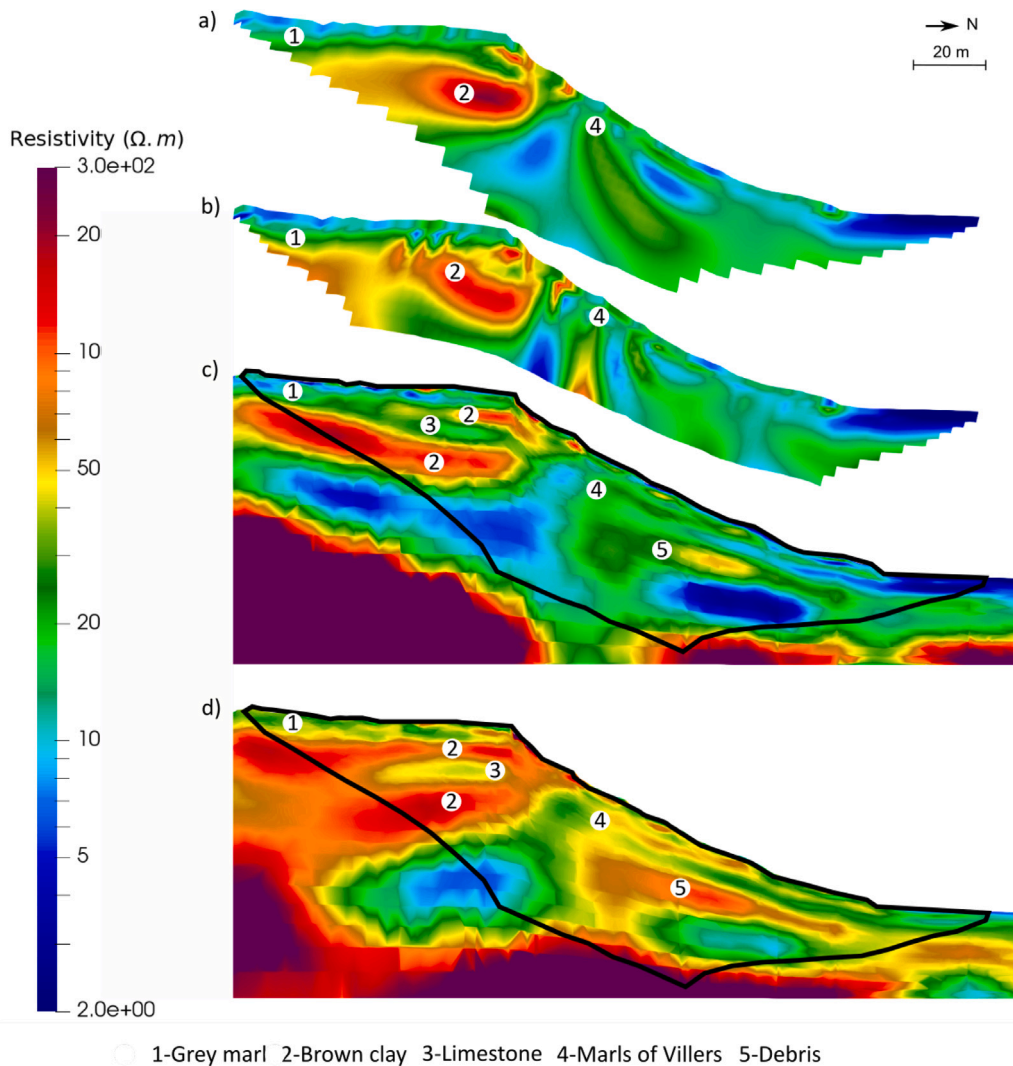 a)
N
20 m
1
2
4
Resistivity (Ω. m)
3.0e+02
20
10
50
20
10
5
2.0e+00
b)
1
2
4
c)
1
2
3
2
4
5
d)
1
2
3
2
4
5
1-Grey marl 2-Brown clay 3-Limestone 4-Marls of Villers 5-Debris